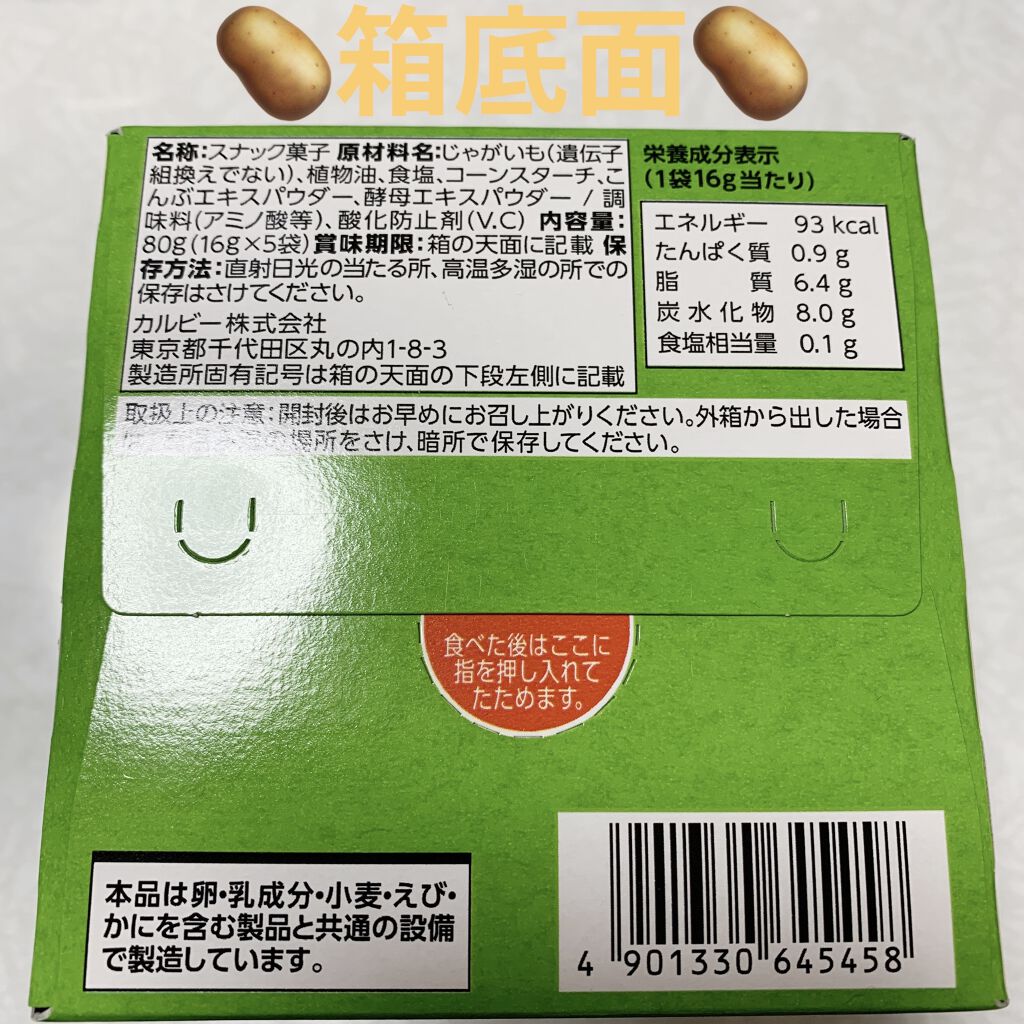 箱底面
名称:スナック菓子 原材料名:じゃがいも(遺伝子
組換えでない)、植物油、食塩、コーンスターチ、こ
んぶエキスパウダー、酵母エキスパウダー / 調
味料(アミノ酸等)、酸化防止剤(V.C) 内容量:
80g(16g×5袋) 賞味期限:箱の天面に記載 保
存方法:直射日光の当たる所、高温多湿の所での
保存はさけてください。
カルビー株式会社
東京都千代田区丸の内1-8-3
製造所固有記号は箱の天面の下段左側に記載
栄養成分表示
(1袋16g当たり)
エネルギー 93 kcal
たんぱく質 0.9 g
脂質 6.4 g
炭水化物 8.0 g
食塩相当量 0.1 g
取扱上の注意:開封後はお早めにお召し上がりください。外箱から出した場合
の場所をさけ、暗所で保存してください。
食べた後はここに
指を押し入れて
たためます。
本品は卵・乳成分・小麦・えび・
かにを含む製品と共通の設備
で製造しています。
4 901330 645458